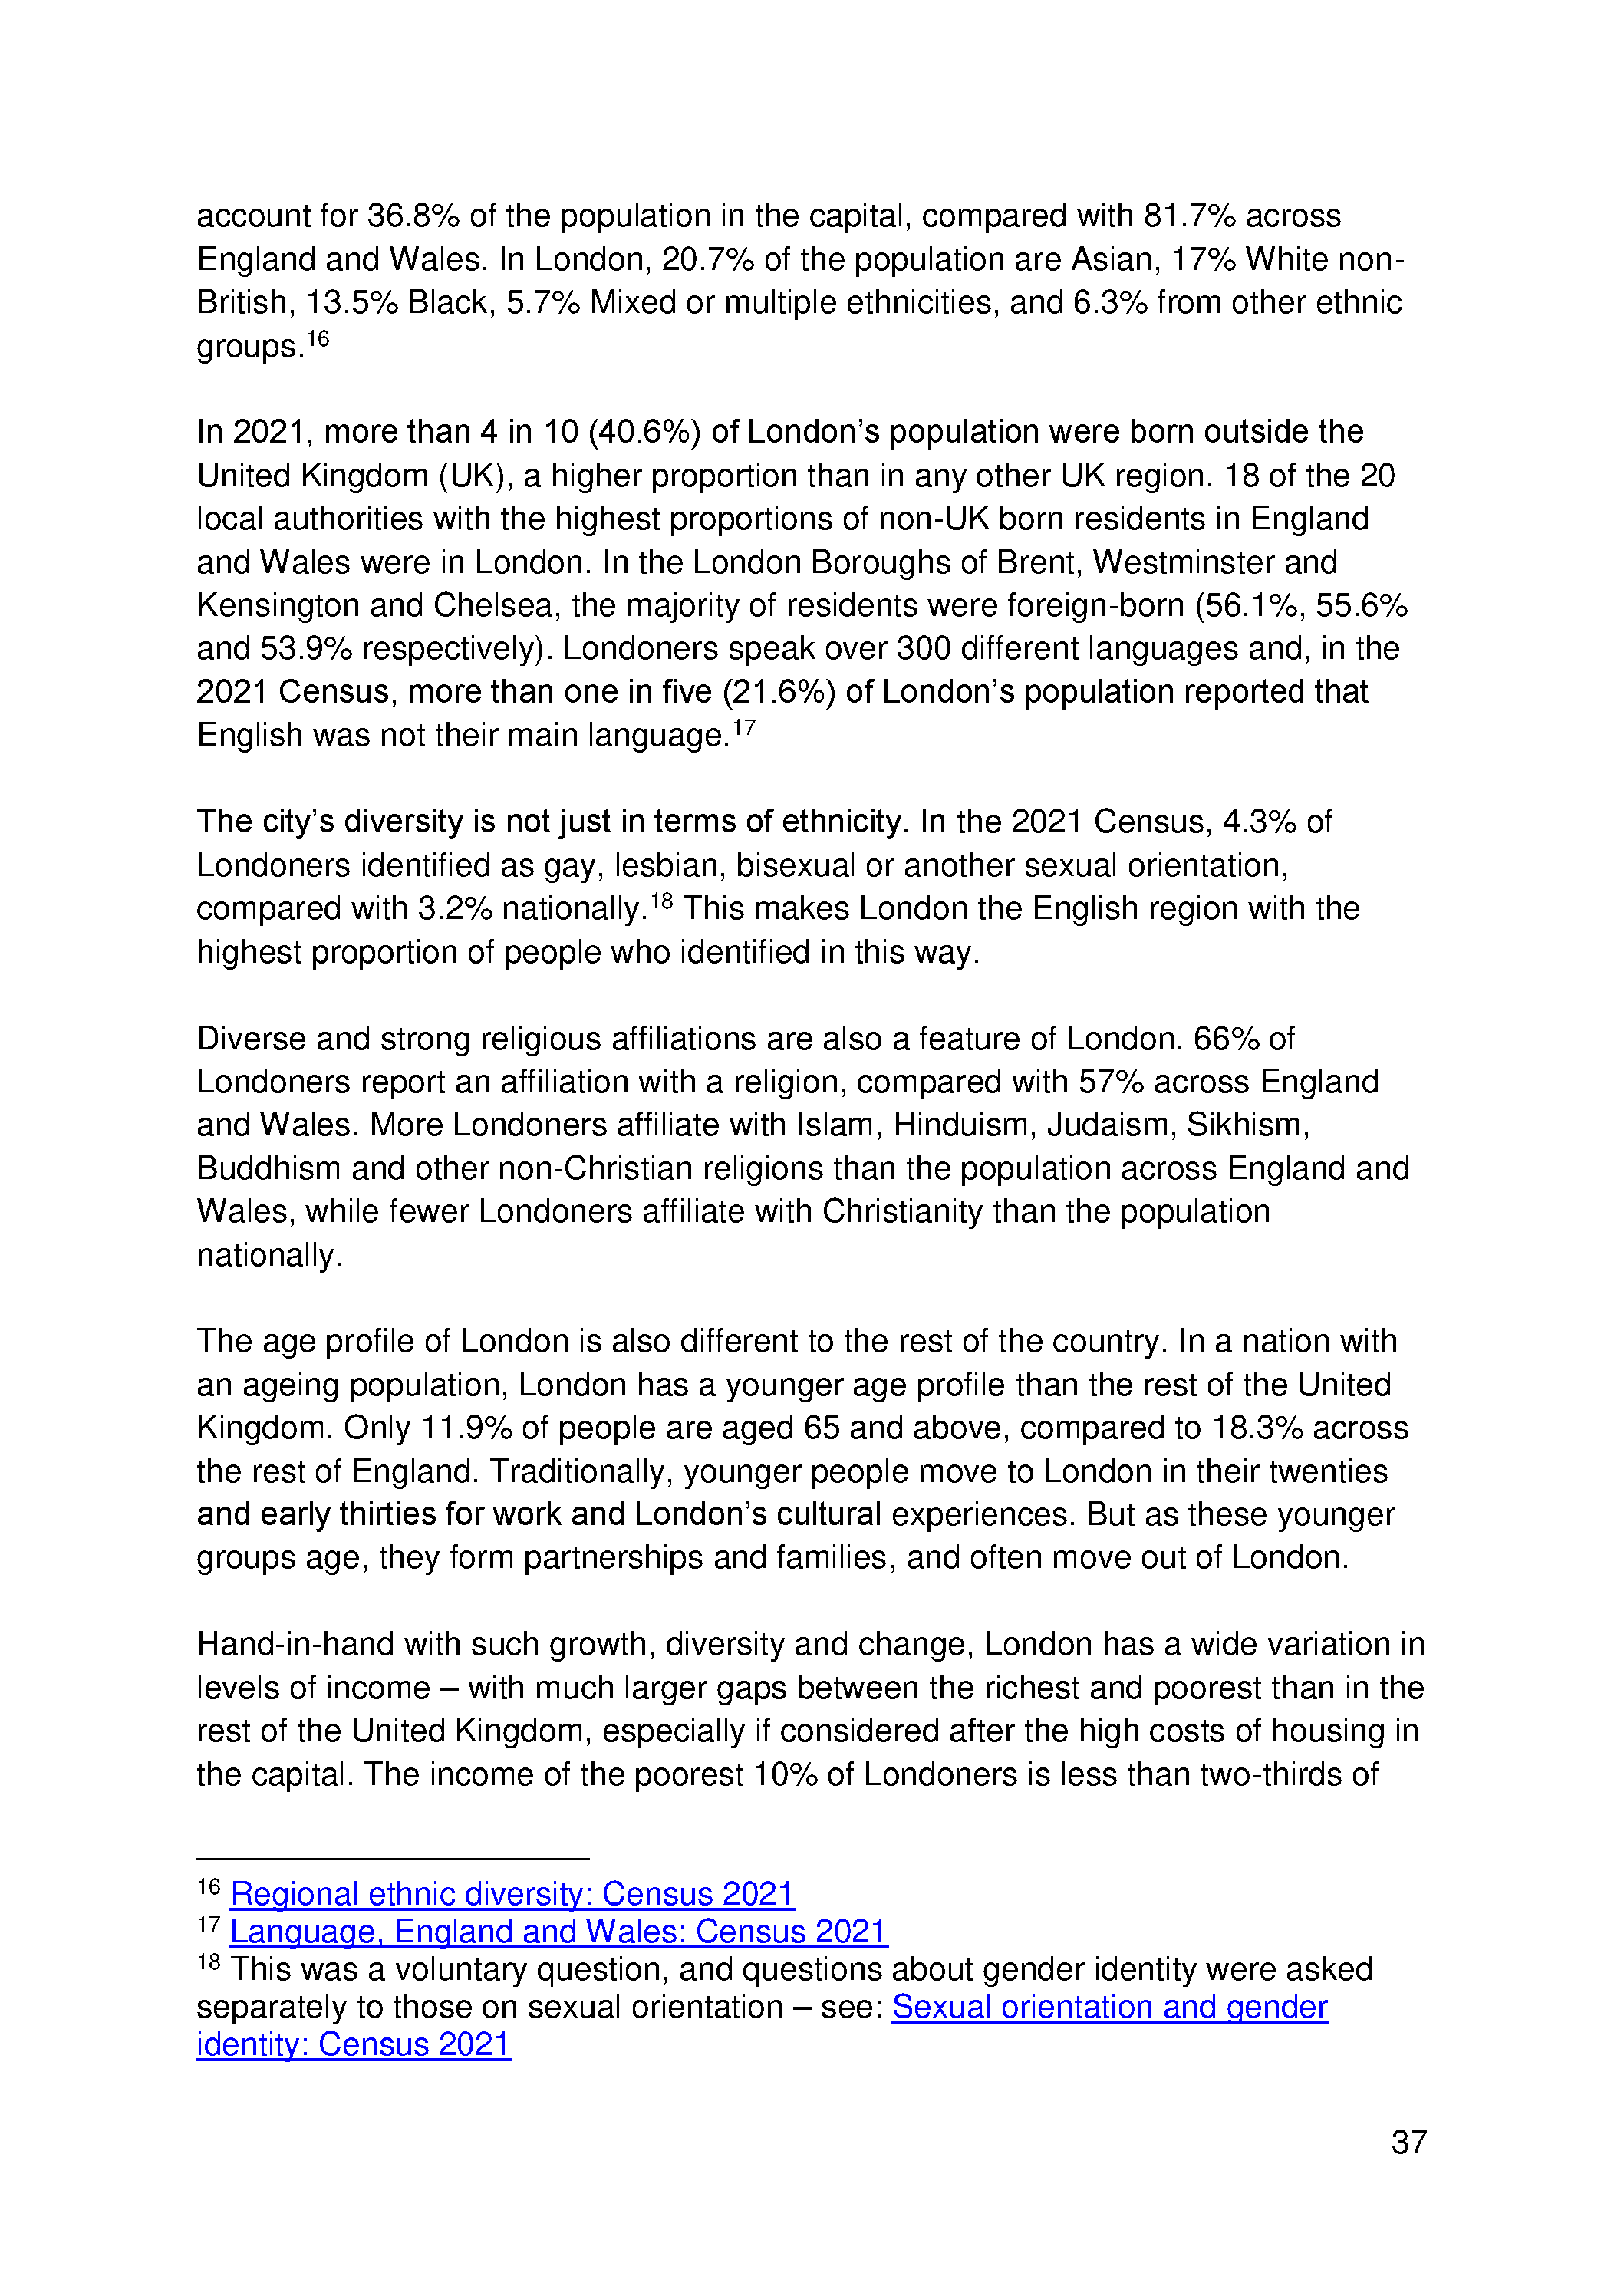 account for 36.8% of the population in the capital, compared with 81.7% across
England and Wales. In London, 20.7% of the population are Asian, 17% White non-
British, 13.5% Black, 5.7% Mixed or multiple ethnicities, and 6.3% from other ethnic
groups.16
In 2021, more than 4 in 10 (40.6%) of London’s population were born outside the
United Kingdom (UK), a higher proportion than in any other UK region. 18 of the 20
local authorities with the highest proportions of non-UK born residents in England
and Wales were in London. In the London Boroughs of Brent, Westminster and
Kensington and Chelsea, the majority of residents were foreign-born (56.1%, 55.6%
and 53.9% respectively). Londoners speak over 300 different languages and, in the
2021 Census, more than one in five (21.6%) of London’s population reported that
English was not their main language.17
The city’s diversity is not just in terms of ethnicity. In the 2021 Census, 4.3% of
Londoners identified as gay, lesbian, bisexual or another sexual orientation,
compared with 3.2% nationally.18 This makes London the English region with the
highest proportion of people who identified in this way.
Diverse and strong religious affiliations are also a feature of London. 66% of
Londoners report an affiliation with a religion, compared with 57% across England
and Wales. More Londoners affiliate with Islam, Hinduism, Judaism, Sikhism,
Buddhism and other non-Christian religions than the population across England and
Wales, while fewer Londoners affiliate with Christianity than the population
nationally.
The age profile of London is also different to the rest of the country. In a nation with
an ageing population, London has a younger age profile than the rest of the United
Kingdom. Only 11.9% of people are aged 65 and above, compared to 18.3% across
the rest of England. Traditionally, younger people move to London in their twenties
and early thirties for work and London’s cultural experiences. But as these younger
groups age, they form partnerships and families, and often move out of London.
Hand-in-hand with such growth, diversity and change, London has a wide variation in
levels of income – with much larger gaps between the richest and poorest than in the
rest of the United Kingdom, especially if considered after the high costs of housing in
the capital. The income of the poorest 10% of Londoners is less than two-thirds of
16 Regional ethnic diversity: Census 2021
17 Language, England and Wales: Census 2021
18 This was a voluntary question, and questions about gender identity were asked
separately to those on sexual orientation – see: Sexual orientation and gender
identity: Census 2021
37